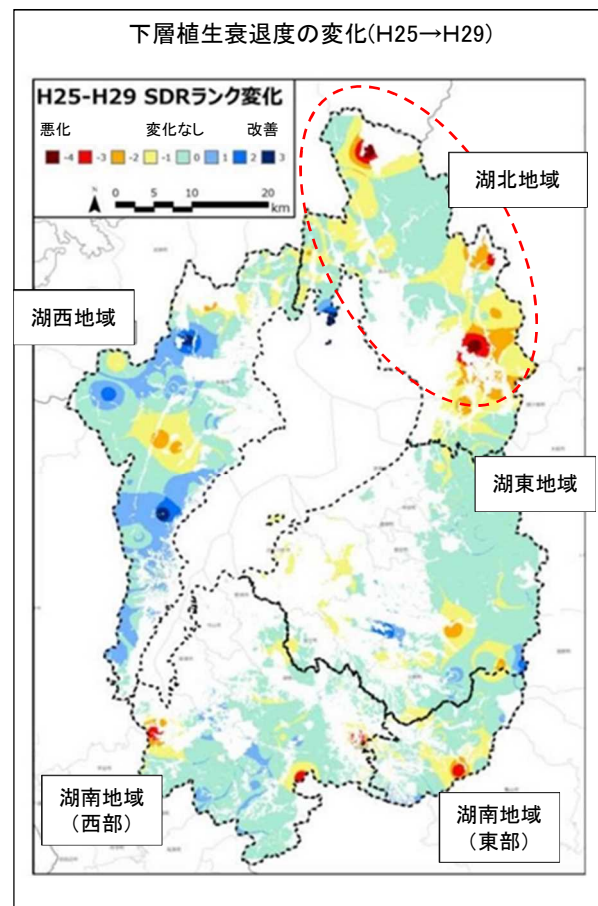 下層植生衰退度の変化(H25→H29)
H25-H29 SDRランク変化
悪化 変化なし 改善
-4 -3 -2 -1 0 1 2 3
N
0 5 10 20
km
湖北地域
湖西地域
湖東地域
湖南地域
(西部)
湖南地域
(東部)